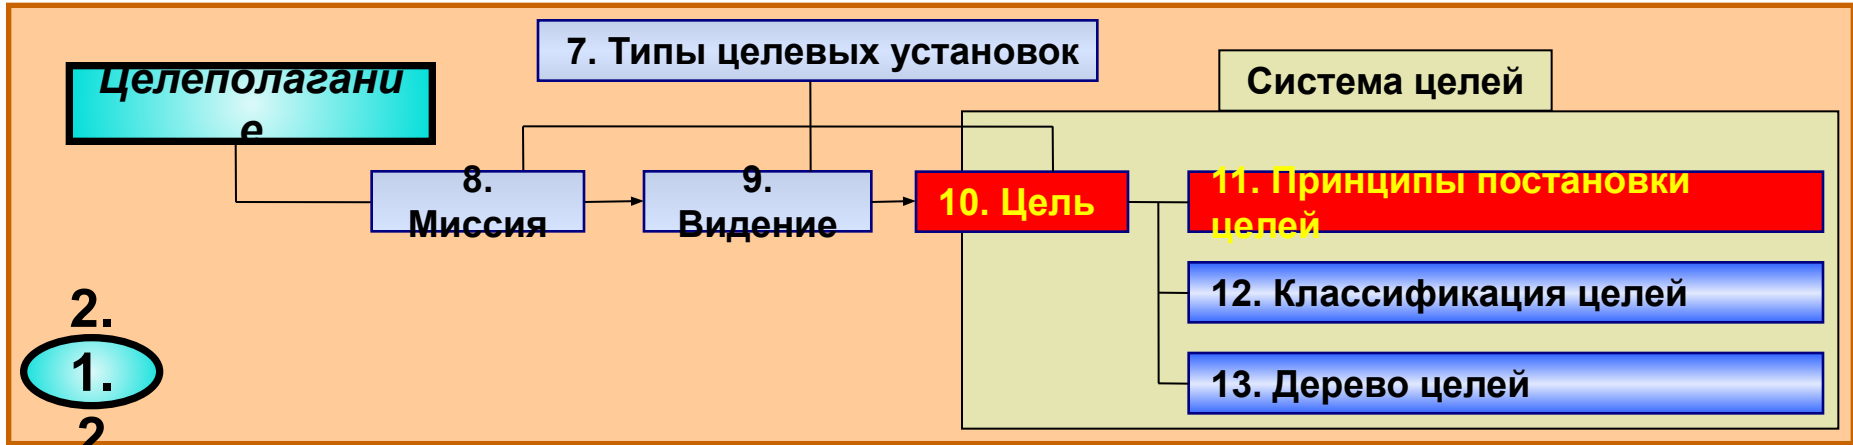 7. Типы целевых установок
Целеполагани
е
Система целей
8.
Миссия
9.
Видение
10. Цель
11. Принципы постановки
целей
12. Классификация целей
13. Дерево целей
2.
1.
2